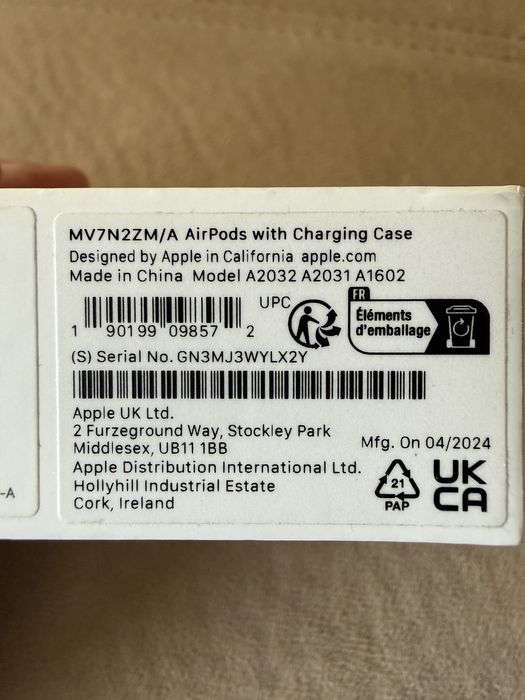 MV7N2ZM/A AirPods with Charging Case
Designed by Apple in California apple.com
Made in China Model A2032 A2031 A1602
UPC
1 90199 09857 2
FR
Éléments
d'emballage
(S) Serial No. GN3MJ3WYLX2Y
Apple UK Ltd.
2 Furzeground Way, Stockley Park
Middlesex, UB11 1BB
Apple Distribution International Ltd.
Hollyhill Industrial Estate
Cork, Ireland
Mfg. On 04/2024
21
PAP
UK
CA
-A